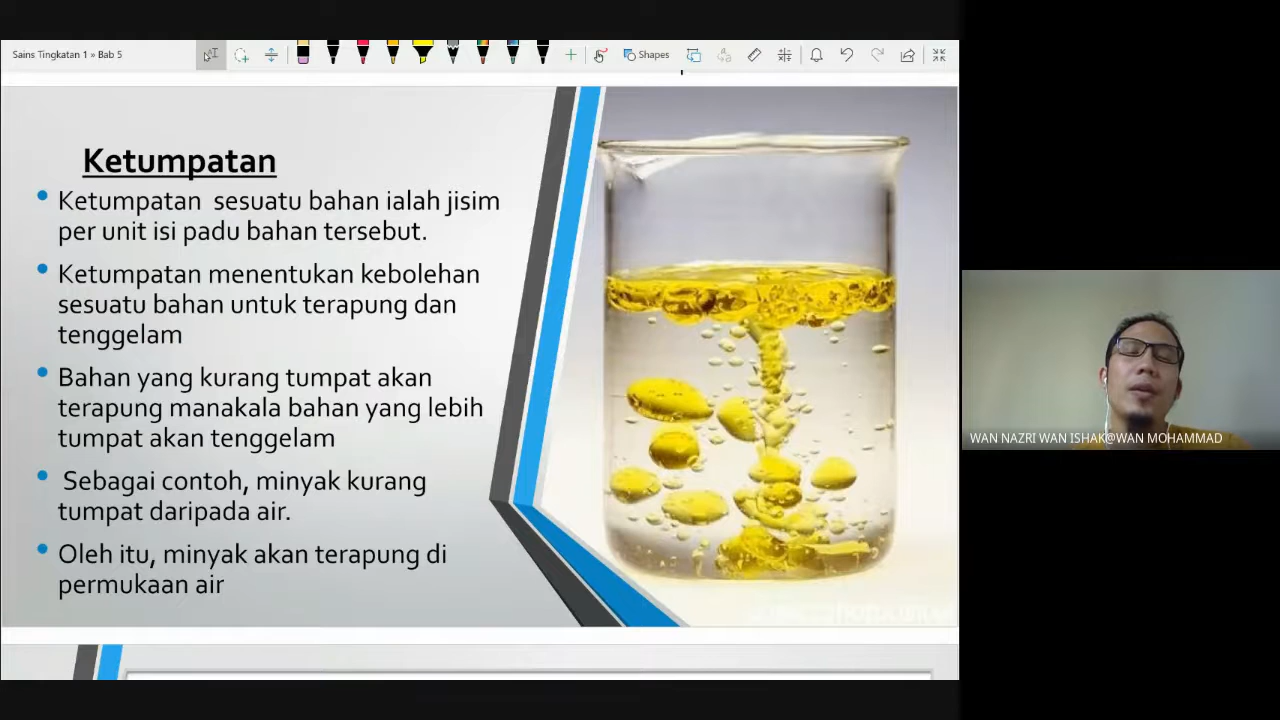 Sains Tingkatan 1 » Bab 5
Shapes
Ketumpatan
Ketumpatan sesuatu bahan ialah jisim
per unit isi padu bahan tersebut.
Ketumpatan menentukan kebolehan
sesuatu bahan untuk terapung dan
tenggelam
Bahan yang kurang tumpat akan
terapung manakala bahan yang lebih
tumpat akan tenggelam
Sebagai contoh, minyak kurang
tumpat daripada air.
Oleh itu, minyak akan terapung di
permukaan air
WAN NAZRI WAN ISHAK@WAN MOHAMMAD